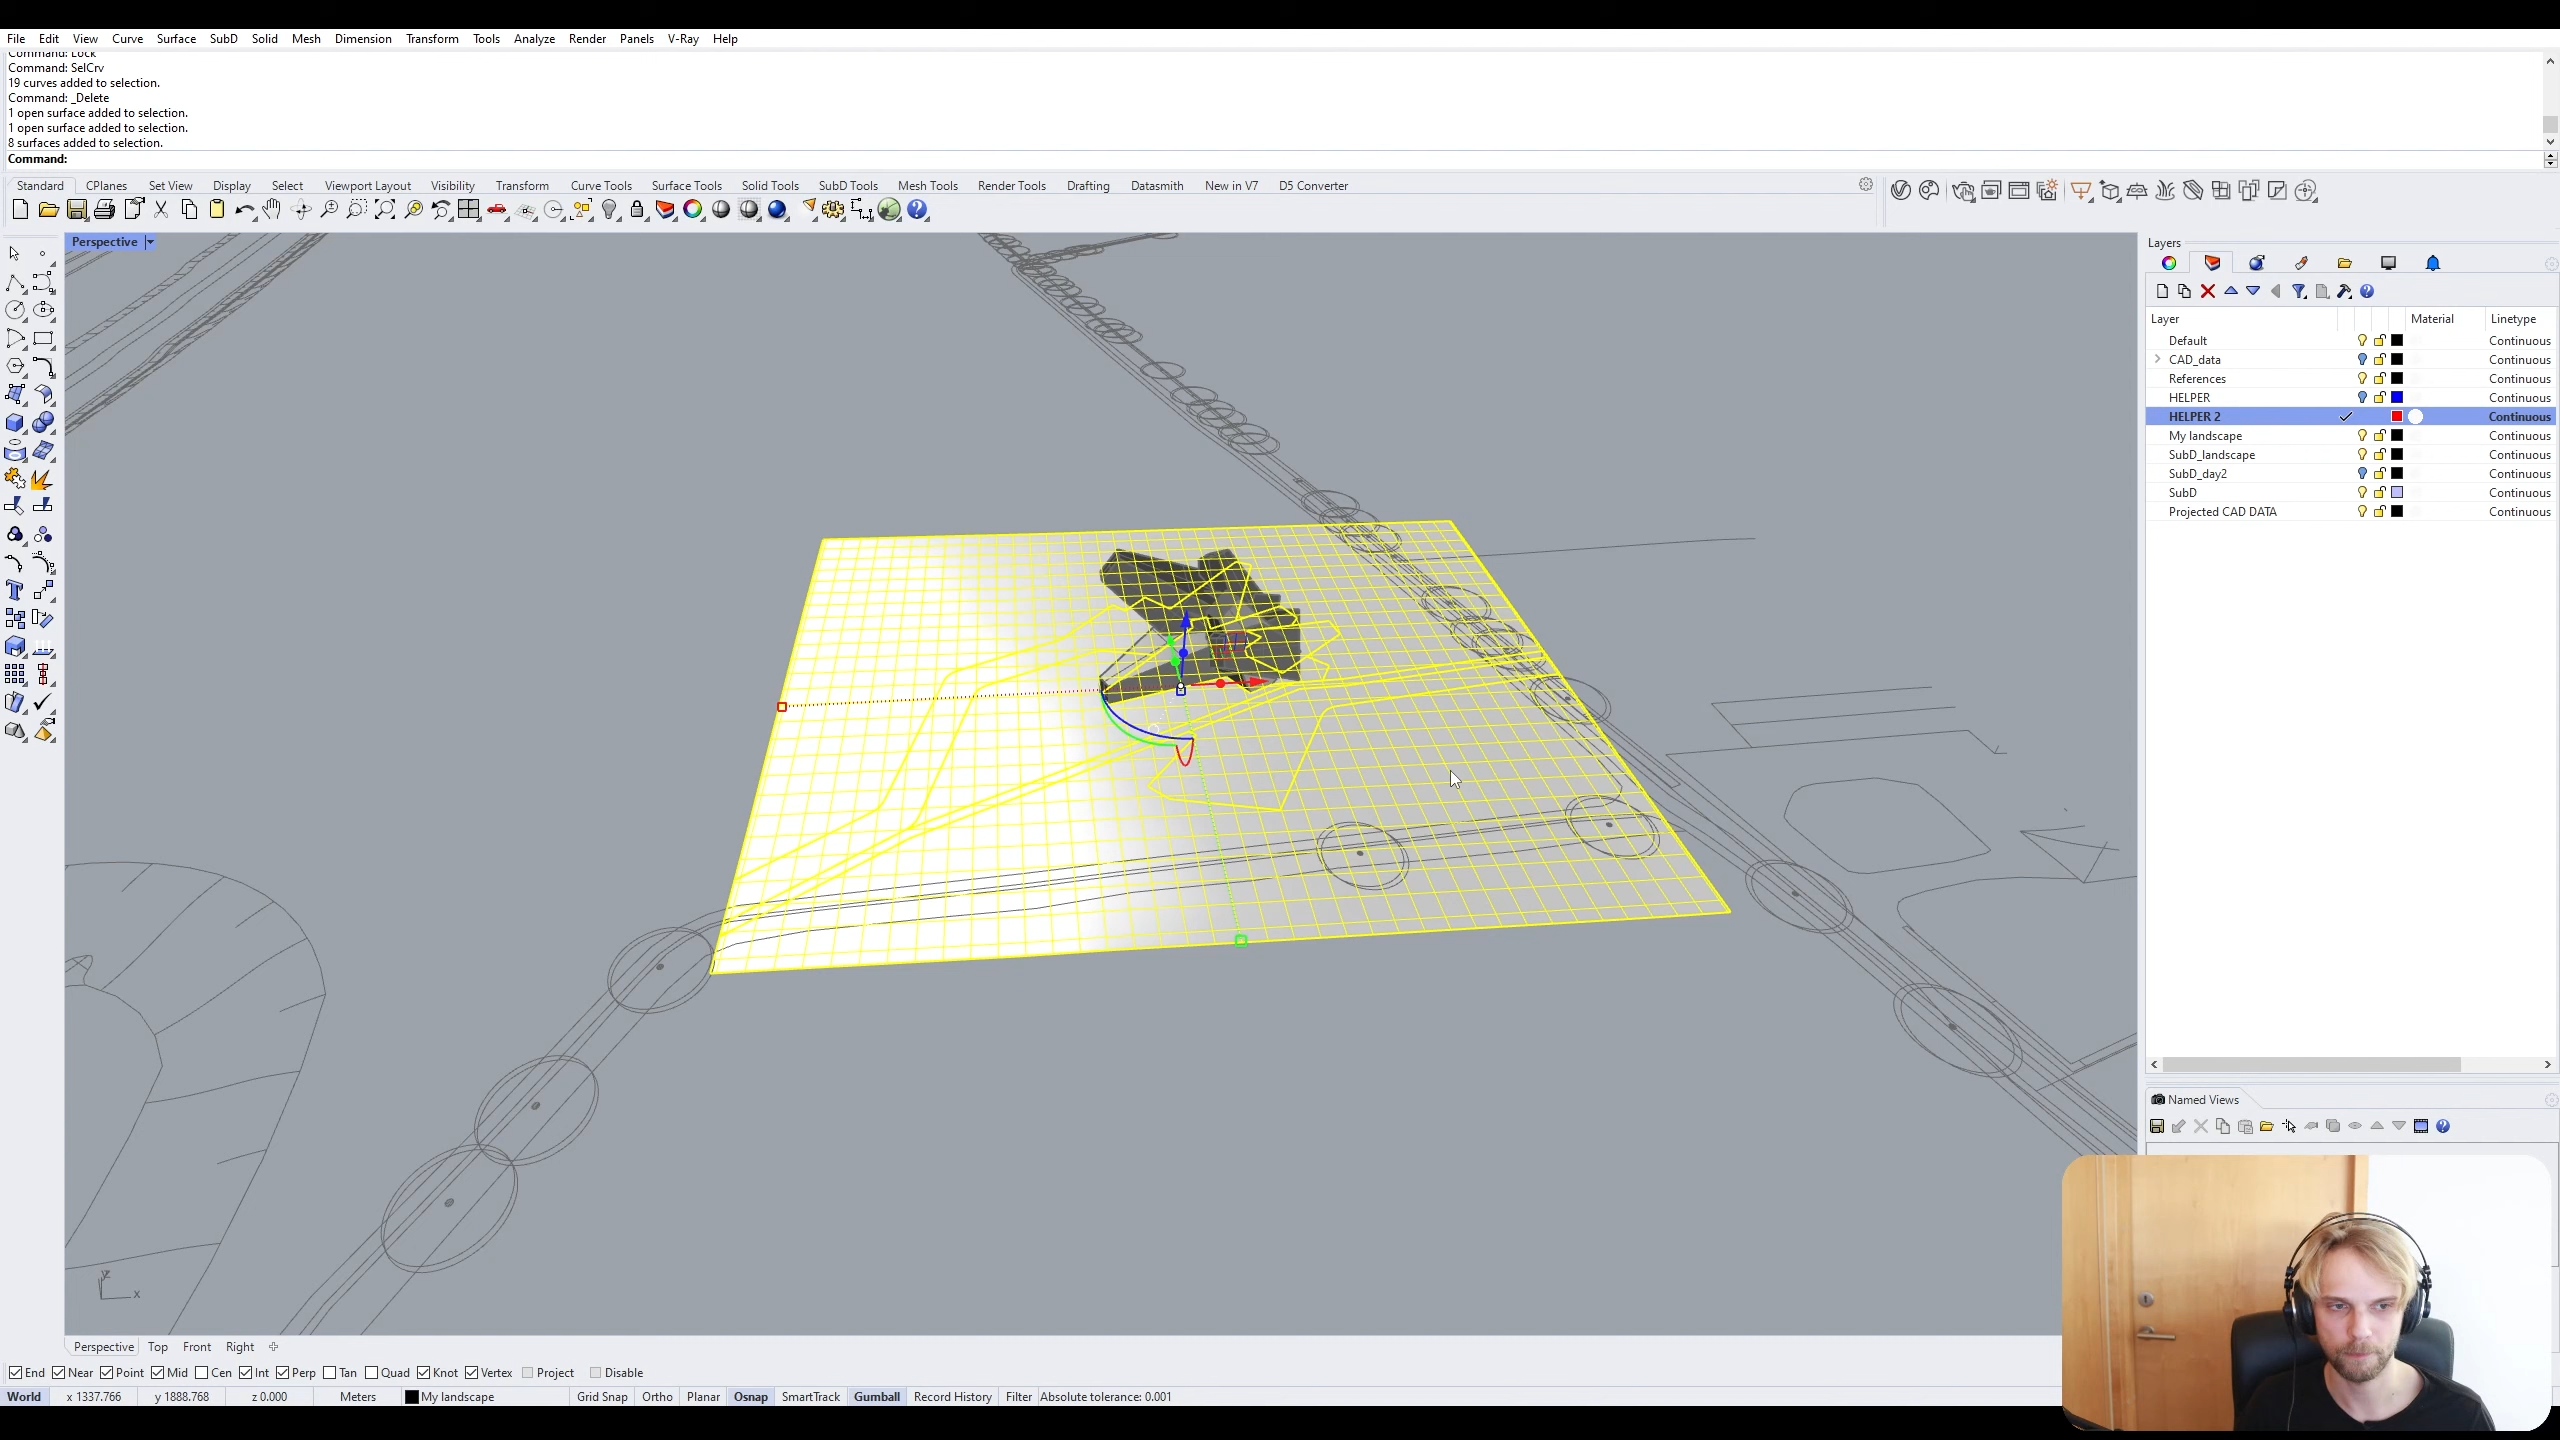 File Edit View Curve Surface SubD Solid Mesh Dimension Transform Tools Analyze Render Panels V-Ray Help
Command: Lock
Command: SelCrv
19 curves added to selection.
Command: _Delete
1 open surface added to selection.
1 open surface added to selection.
8 surfaces added to selection.
Command:
Standard CPlanes Set View Display Select Viewport Layout Visibility Transform Curve Tools Surface Tools Solid Tools SubD Tools Mesh Tools Render Tools Drafting Datasmith New in V7 D5 Converter
Perspective
Layers
Layer Material Linetype
Default Continuous
CAD_data Continuous
References Continuous
HELPER Continuous
HELPER 2 Continuous
My landscape Continuous
SubD_landscape Continuous
SubD_day2 Continuous
SubD Continuous
Projected CAD DATA Continuous
Named Views
x
Perspective Top Front Right
End Near Point Mid Cen Int Perp Tan Quad Knot Vertex Project Disable
World x 1337.766 y 1888.768 z 0.000 Meters My landscape Grid Snap Ortho Planar Osnap SmartTrack Gumball Record History Filter Absolute tolerance: 0.001